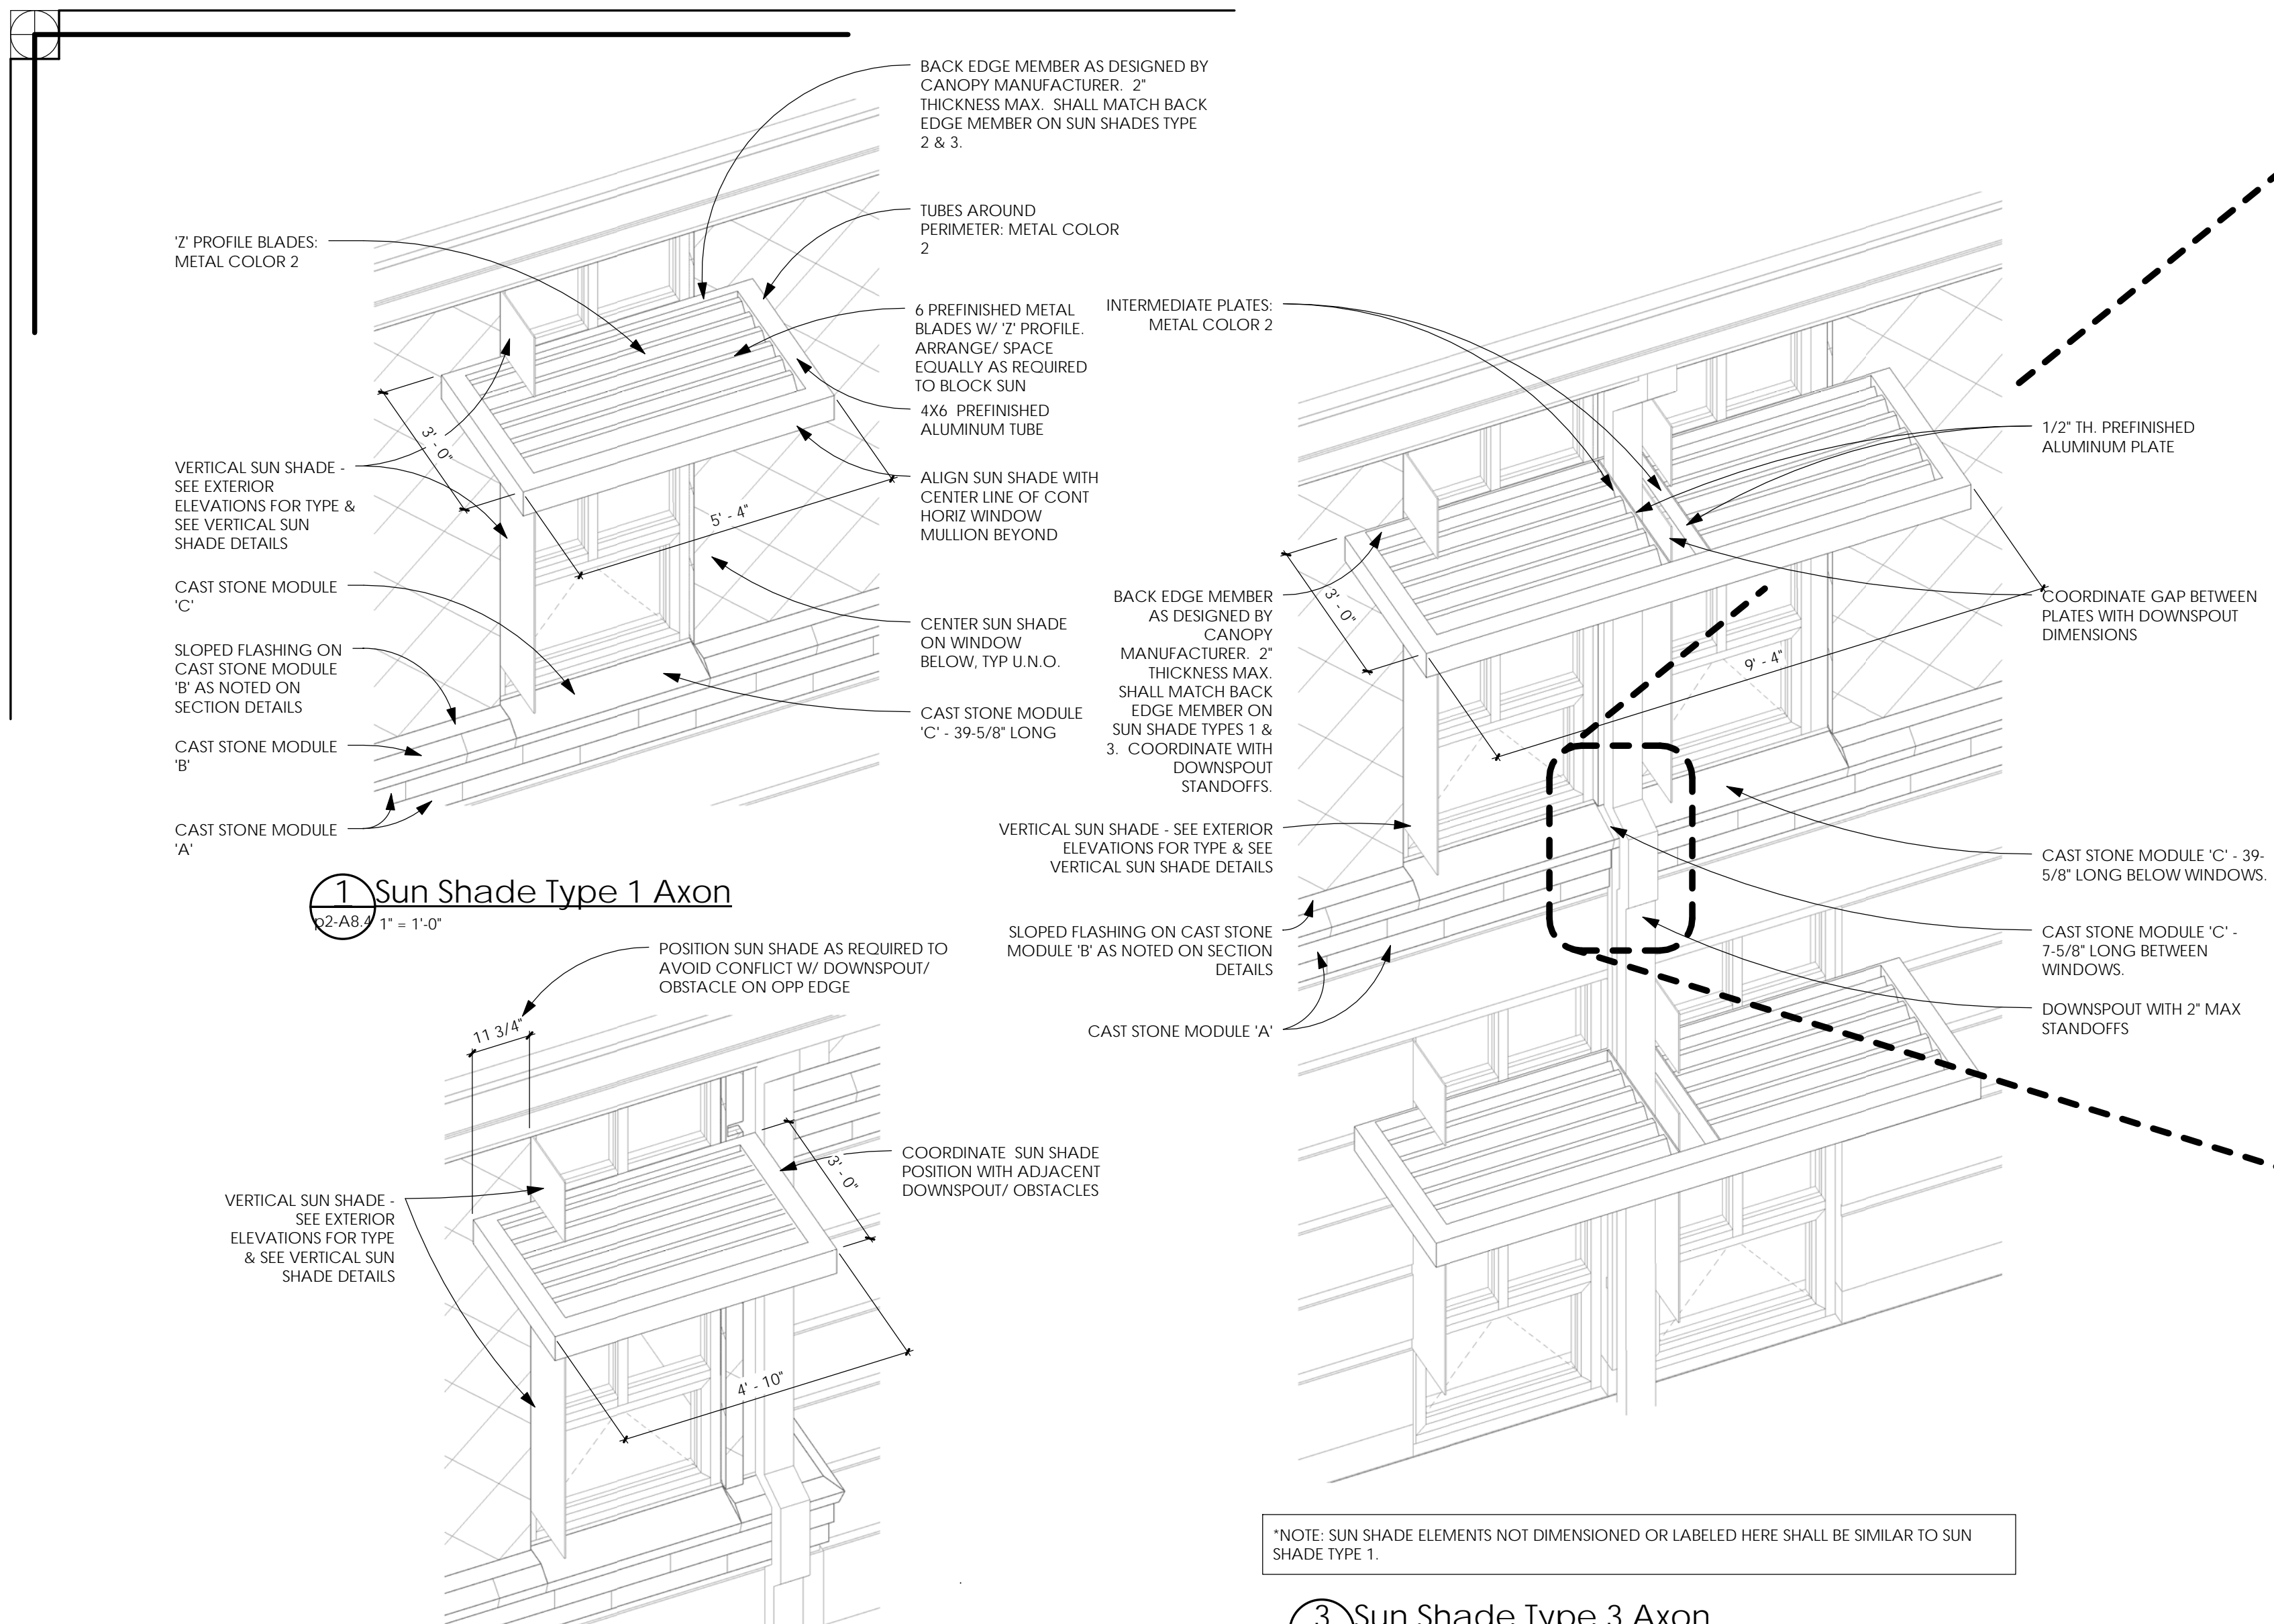 BACK EDGE MEMBER AS DESIGNED BY
CANOPY MANUFACTURER. 2"
THICKNESS MAX. SHALL MATCH BACK
EDGE MEMBER ON SUN SHADES TYPE
2 & 3.
TUBES AROUND
PERIMETER: METAL COLOR
2
'Z' PROFILE BLADES:
METAL COLOR 2
6 PREFINISHED METAL
BLADES W/ 'Z' PROFILE.
ARRANGE/ SPACE
EQUALLY AS REQUIRED
TO BLOCK SUN
4X6 PREFINISHED
ALUMINUM TUBE
3' - 0"
VERTICAL SUN SHADE -
SEE EXTERIOR
ELEVATIONS FOR TYPE &
SEE VERTICAL SUN
SHADE DETAILS
ALIGN SUN SHADE WITH
CENTER LINE OF CONT
HORIZ WINDOW
MULLION BEYOND
5' - 4"
CAST STONE MODULE
'C'
CENTER SUN SHADE
ON WINDOW
BELOW, TYP U.N.O.
SLOPED FLASHING ON
CAST STONE MODULE
'B' AS NOTED ON
SECTION DETAILS
CAST STONE MODULE
'C' - 39-5/8" LONG
CAST STONE MODULE
'B'
CAST STONE MODULE
'A'
1
Sun Shade Type 1 Axon
p2-A8.4
1" = 1'-0"
POSITION SUN SHADE AS REQUIRED TO
AVOID CONFLICT W/ DOWNSPOUT/
OBSTACLE ON OPP EDGE
11 3/4"
COORDINATE SUN SHADE
POSITION WITH ADJACENT
DOWNSPOUT/ OBSTACLES
3' - 0"
VERTICAL SUN SHADE -
SEE EXTERIOR
ELEVATIONS FOR TYPE
& SEE VERTICAL SUN
SHADE DETAILS
4' - 10"
INTERMEDIATE PLATES:
METAL COLOR 2
1/2" TH. PREFINISHED
ALUMINUM PLATE
3' - 0"
BACK EDGE MEMBER
AS DESIGNED BY
CANOPY
MANUFACTURER. 2"
THICKNESS MAX.
SHALL MATCH BACK
EDGE MEMBER ON
SUN SHADE TYPES 1 &
3. COORDINATE WITH
DOWNSPOUT
STANDOFFS.
COORDINATE GAP BETWEEN
PLATES WITH DOWNSPOUT
DIMENSIONS
9' - 4"
VERTICAL SUN SHADE - SEE EXTERIOR
ELEVATIONS FOR TYPE & SEE
VERTICAL SUN SHADE DETAILS
CAST STONE MODULE 'C' - 39-
5/8" LONG BELOW WINDOWS.
SLOPED FLASHING ON CAST STONE
MODULE 'B' AS NOTED ON SECTION
DETAILS
CAST STONE MODULE 'C' -
7-5/8" LONG BETWEEN
WINDOWS.
CAST STONE MODULE 'A'
DOWNSPOUT WITH 2" MAX
STANDOFFS
*NOTE: SUN SHADE ELEMENTS NOT DIMENSIONED OR LABELED HERE SHALL BE SIMILAR TO SUN
SHADE TYPE 1.
3
Sun Shade Type 3 Axon